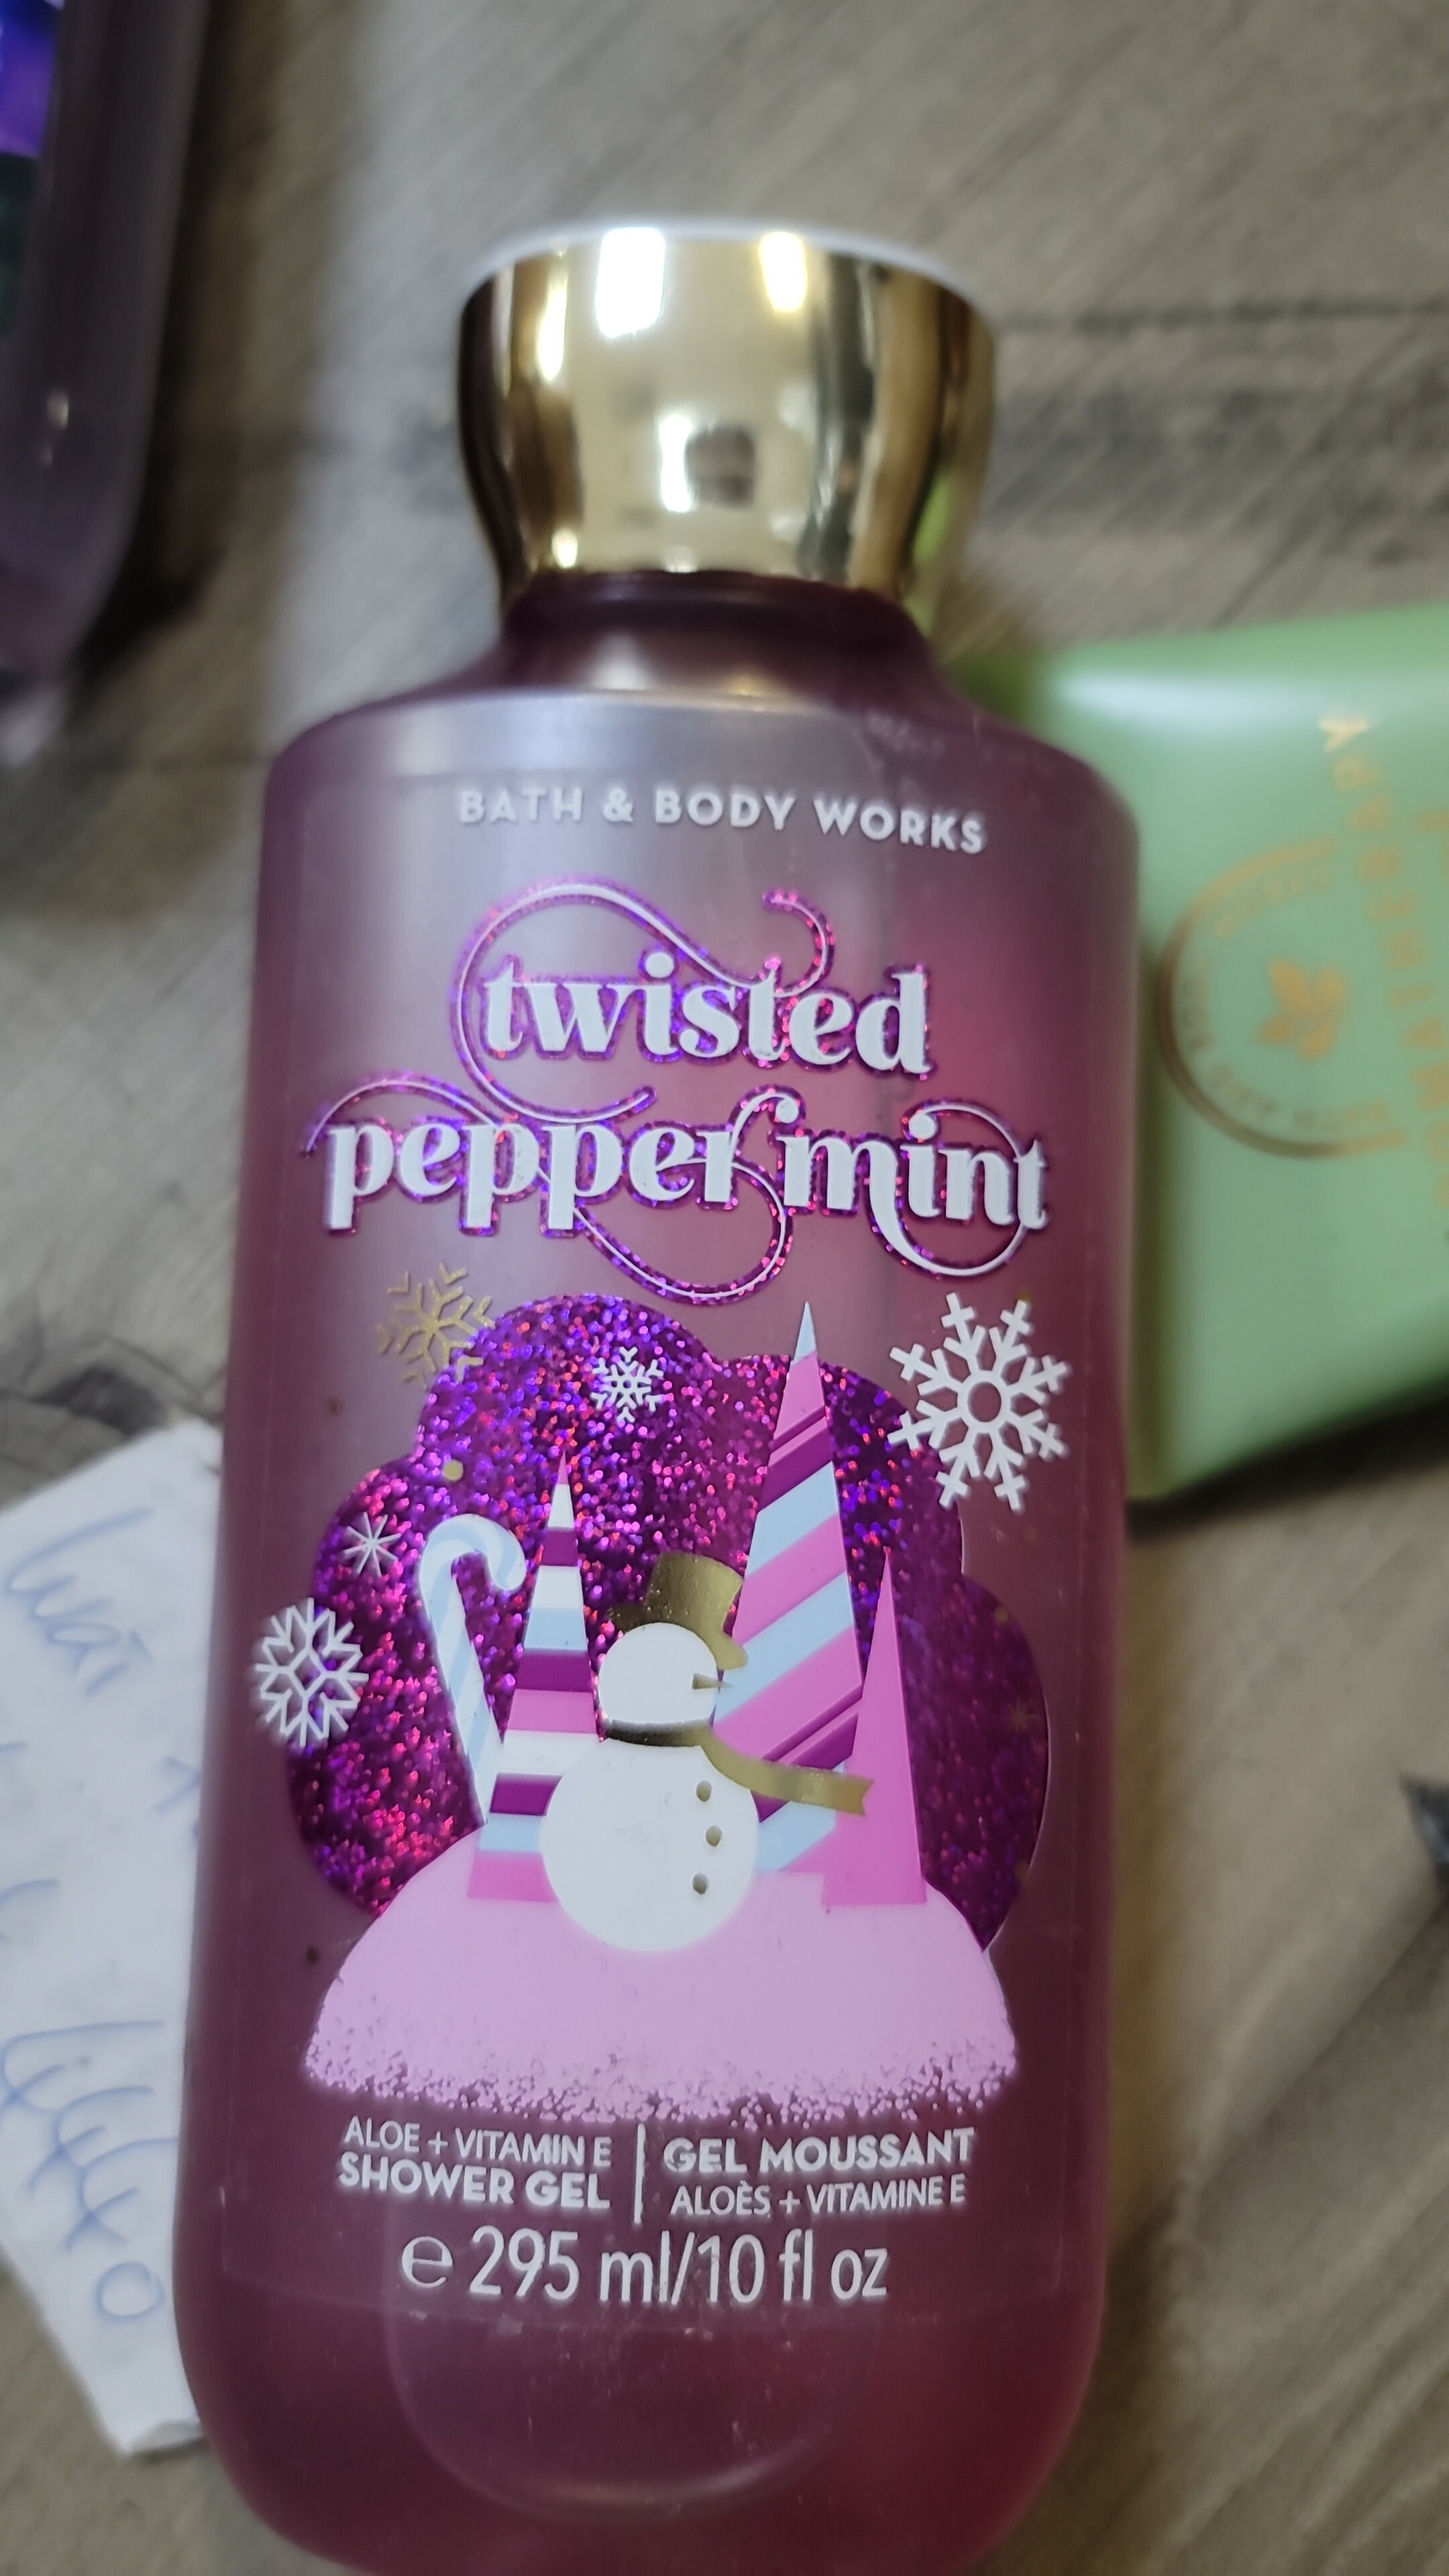 BATH & BODY WORKS
twisted
peppermint
ALOE + VITAMIN E
SHOWER GEL
GEL MOUSSANT
ALOÈS + VITAMINE E
℮ 295 ml/10 fl oz